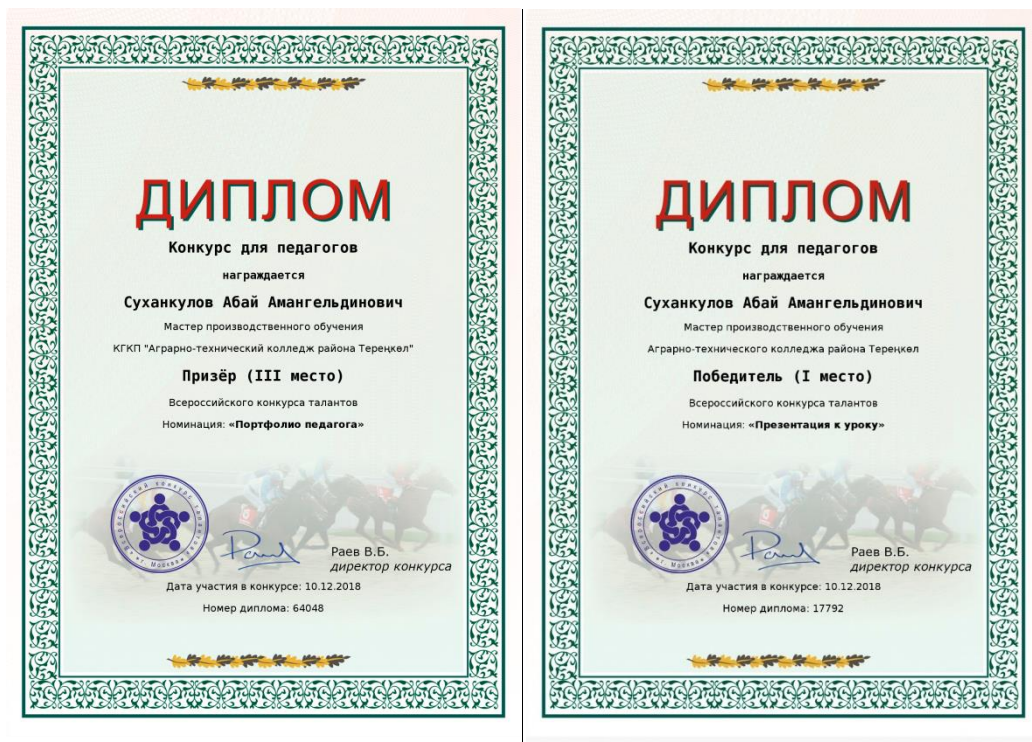 ДИПЛОМ
Конкурс для педагогов
награждается
Суханкулов Абай Амангельдинович
Мастер производственного обучения
КГКП "Аграрно-технический колледж района Тереңкөл"
Призёр (III место)
Всероссийского конкурса талантов
Номинация: «Портфолио педагога»
Раев В.Б.
директор конкурса
Дата участия в конкурсе: 10.12.2018
Номер диплома: 64048
ДИПЛОМ
Конкурс для педагогов
награждается
Суханкулов Абай Амангельдинович
Мастер производственного обучения
Аграрно-технического колледжа района Тереңкөл
Победитель (I место)
Всероссийского конкурса талантов
Номинация: «Презентация к уроку»
Раев В.Б.
директор конкурса
Дата участия в конкурсе: 10.12.2018
Номер диплома: 17792